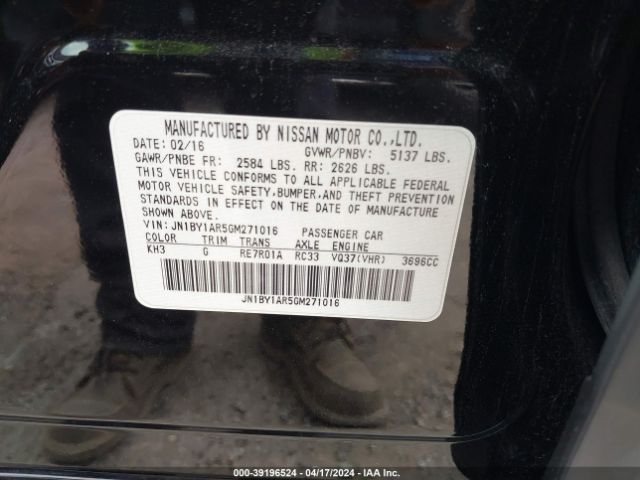 MANUFACTURED BY NISSAN MOTOR CO.,LTD.
DATE: 02/16 GVWR/PNBV: 5137 LBS.
GAWR/PNBE FR: 2584 LBS. RR: 2626 LBS.
THIS VEHICLE CONFORMS TO ALL APPLICABLE FEDERAL
MOTOR VEHICLE SAFETY,BUMPER,AND THEFT PREVENTION
STANDARDS IN EFFECT ON THE DATE OF MANUFACTURE
SHOWN ABOVE.
VIN: JN1BY1AR5GM271016 PASSENGER CAR
COLOR TRIM TRANS AXLE ENGINE
KH3 G RE7R01A RC33 VQ37(VHR) 3696CC
JN1BY1AR5GM271016
000-39196524 | 04/17/2024 | IAA Inc.